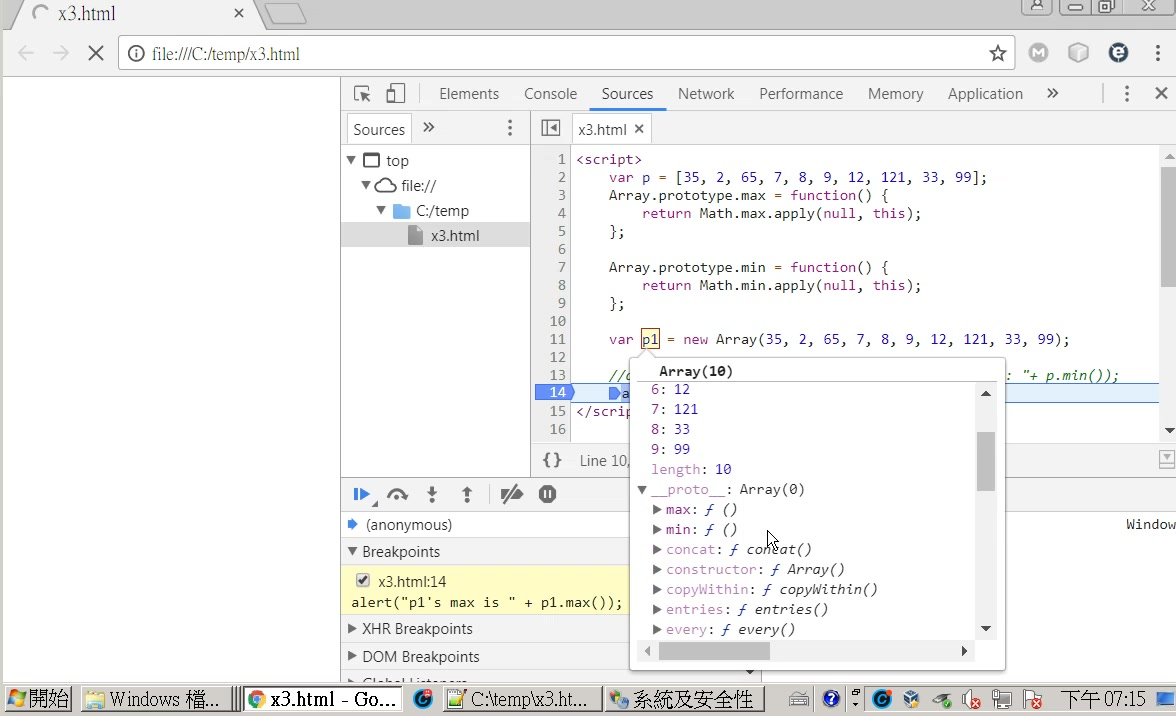 x3.html
file:///C:/temp/x3.html
Elements Console Sources Network Performance Memory Application
Sources
x3.html
top
file://
C:/temp
x3.html
1 <script>
2 var p = [35, 2, 65, 7, 8, 9, 12, 121, 33, 99];
3 Array.prototype.max = function() {
4 return Math.max.apply(null, this);
5 };
6
7 Array.prototype.min = function() {
8 return Math.min.apply(null, this);
9 };
10
11 var p1 = new Array(35, 2, 65, 7, 8, 9, 12, 121, 33, 99);
12
13 : "+ p.min());
14
15 </scrip
16
Array(10)
6: 12
7: 121
8: 33
9: 99
length: 10
__proto__: Array(0)
max: ƒ ()
min: ƒ ()
concat: ƒ concat()
constructor: ƒ Array()
copyWithin: ƒ copyWithin()
entries: ƒ entries()
every: ƒ every()
{} Line 10,
(anonymous) Window
Breakpoints
x3.html:14
alert("p1's max is " + p1.max());
XHR Breakpoints
DOM Breakpoints
開始 Windows 檔... x3.html - Go... C:\temp\x3.ht... 系統及安全性 下午 07:15